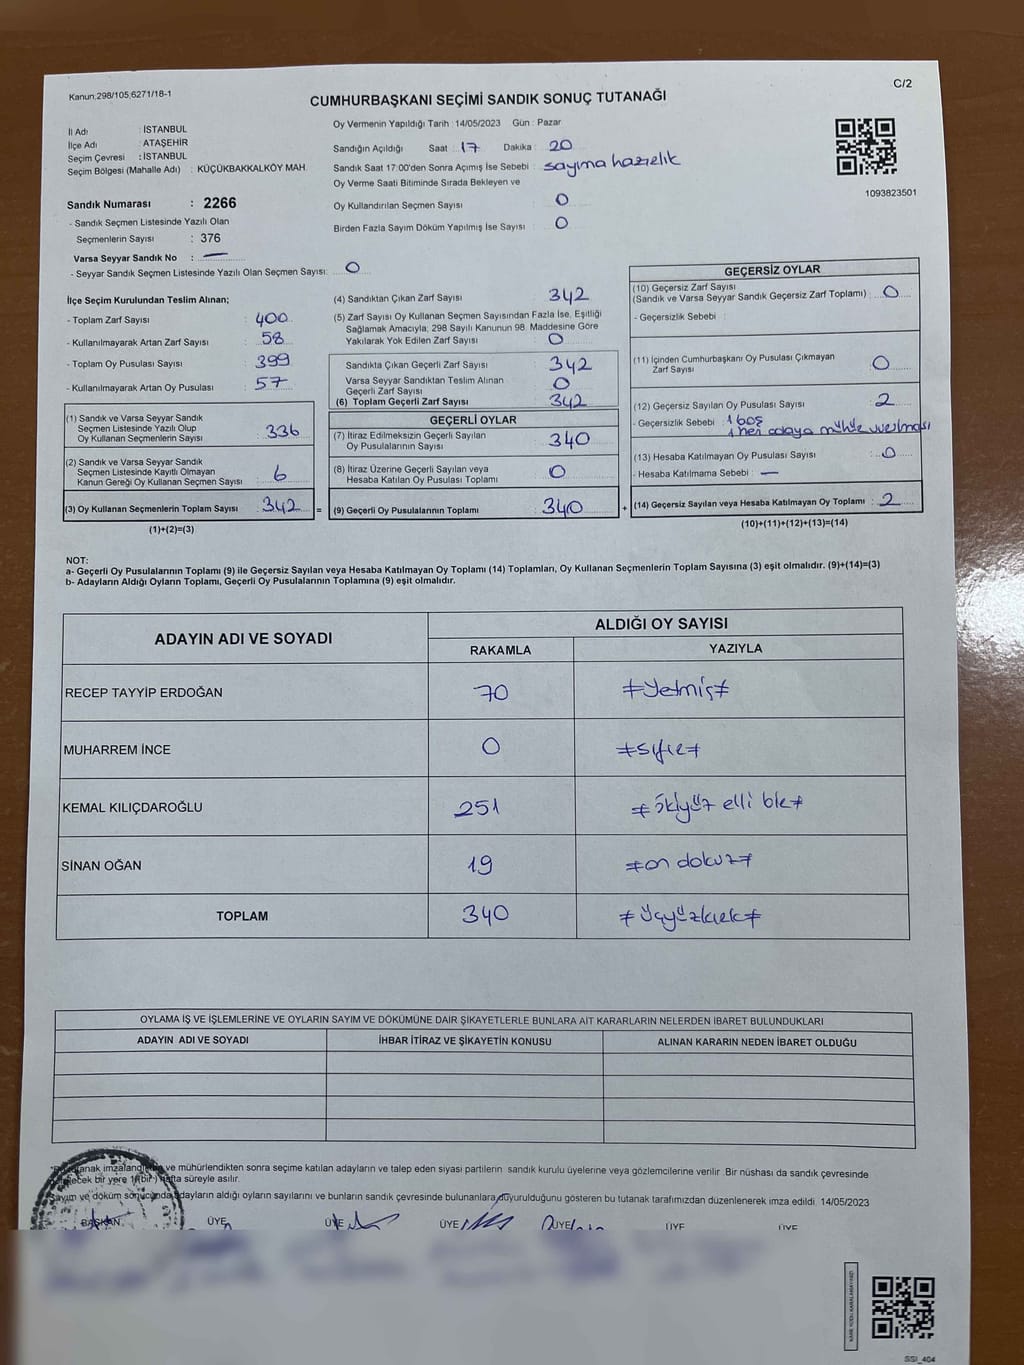 Kanun:298/105,6271/18-1
C/2
CUMHURBAŞKANI SEÇİMİ SANDIK SONUÇ TUTANAĞI
İl Adı : İSTANBUL
İlçe Adı : ATAŞEHİR
Seçim Çevresi : İSTANBUL
Seçim Bölgesi (Mahalle Adı) : KÜÇÜKBAKKALKÖY MAH.
Oy Vermenin Yapıldığı Tarih : 14/05/2023 Gün : Pazar
Sandığın Açıldığı Saat : 17 Dakika : 20
Sandık Saat 17:00'den Sonra Açımış İse Sebebi : sayıma hazırlık
Oy Verme Saati Bitiminde Sırada Bekleyen ve
Oy Kullandırılan Seçmen Sayısı : 0
Birden Fazla Sayım Döküm Yapılmış İse Sayısı : 0
1093823501
Sandık Numarası : 2266
- Sandık Seçmen Listesinde Yazılı Olan
Seçmenlerin Sayısı : 376
Varsa Seyyar Sandık No : —
- Seyyar Sandık Seçmen Listesinde Yazılı Olan Seçmen Sayısı: 0
İlçe Seçim Kurulundan Teslim Alınan;
- Toplam Zarf Sayısı : 400
- Kullanılmayarak Artan Zarf Sayısı : 58
- Toplam Oy Pusulası Sayısı : 399
- Kullanılmayarak Artan Oy Pusulası : 57
(1) Sandık ve Varsa Seyyar Sandık
Seçmen Listesinde Yazılı Olup
Oy Kullanan Seçmenlerin Sayısı : 336
(2) Sandık ve Varsa Seyyar Sandık
Seçmen Listesinde Kayıtlı Olmayan
Kanun Gereği Oy Kullanan Seçmen Sayısı : 6
(3) Oy Kullanan Seçmenlerin Toplam Sayısı : 342 =
(1)+(2)=(3)
(4) Sandıktan Çıkan Zarf Sayısı : 342
(5) Zarf Sayısı Oy Kullanan Seçmen Sayısından Fazla İse, Eşitliği
Sağlamak Amacıyla; 298 Sayılı Kanunun 98. Maddesine Göre
Yakılarak Yok Edilen Zarf Sayısı : 0
Sandıkta Çıkan Geçerli Zarf Sayısı : 342
Varsa Seyyar Sandıktan Teslim Alınan
Geçerli Zarf Sayısı : 0
(6) Toplam Geçerli Zarf Sayısı : 342
GEÇERLİ OYLAR
(7) İtiraz Edilmeksizin Geçerli Sayılan
Oy Pusulası Sayısı : 340
(8) İtiraz Üzerine Geçerli Sayılan veya
Hesaba Katılan Oy Pusulası Toplamı : 0
(9) Geçerli Oy Pusulalarının Toplamı : 340 +
GEÇERSİZ OYLAR
(10) Geçersiz Zarf Sayısı
(Sandık ve Varsa Seyyar Sandık Geçersiz Zarf Toplamı) : 0
- Geçersizlik Sebebi :
(11) İçinden Cumhurbaşkanı Oy Pusulası Çıkmayan
Zarf Sayısı : 0
(12) Geçersiz Sayılan Oy Pusulası Sayısı : 2
- Geçersizlik Sebebi : 1 boş
1 her adaya mühür vurulması
(13) Hesaba Katılmayan Oy Pusulası Sayısı : 0
- Hesaba Katılmama Sebebi : —
(14) Geçersiz Sayılan veya Hesaba Katılmayan Oy Toplamı : 2
(10)+(11)+(12)+(13)=(14)
NOT:
a- Geçerli Oy Pusulalarının Toplamı (9) ile Geçersiz Sayılan veya Hesaba Katılmayan Oy Toplamı (14) Toplamları, Oy Kullanan Seçmenlerin Toplam Sayısına (3) eşit olmalıdır. (9)+(14)=(3)
b- Adayların Aldığı Oyların Toplamı, Geçerli Oy Pusulalarının Toplamına (9) eşit olmalıdır.
ADAYIN ADI VE SOYADI ALDIĞI OY SAYISI
RAKAMLA YAZIYLA
RECEP TAYYİP ERDOĞAN 70 ≠Yetmiş≠
MUHARREM İNCE 0 ≠sıfır≠
KEMAL KILIÇDAROĞLU 251 ≠İkiyüz elli bir≠
SİNAN OĞAN 19 ≠on dokuz≠
TOPLAM 340 ≠Üçyüzkırk≠
OYLAMA İŞ VE İŞLEMLERİNE VE OYLARIN SAYIM VE DÖKÜMÜNE DAİR ŞİKAYETLERLE BUNLARA AİT KARARLARIN NELERDEN İBARET BULUNDUKLARI
ADAYIN ADI VE SOYADI İHBAR İTİRAZ VE ŞİKAYETİN KONUSU ALINAN KARARIN NEDEN İBARET OLDUĞU
ve mühürlendikten sonra seçime katılan adayların ve talep eden siyasi partilerin sandık kurulu üyelerine veya gözlemcilerine verilir. Bir nüshası da sandık çevresinde
bir yere 1(bir) hafta süreyle asılır.
Sayım ve döküm sonucunda adayların aldığı oyların sayılarını ve bunların sandık çevresinde bulunanlara duyurulduğunu gösteren bu tutanak tarafımızdan düzenlenerek imza edildi. 14/05/2023
BAŞKAN ÜYE ÜYE ÜYE ÜYE ÜYE ÜYE
SSI_404